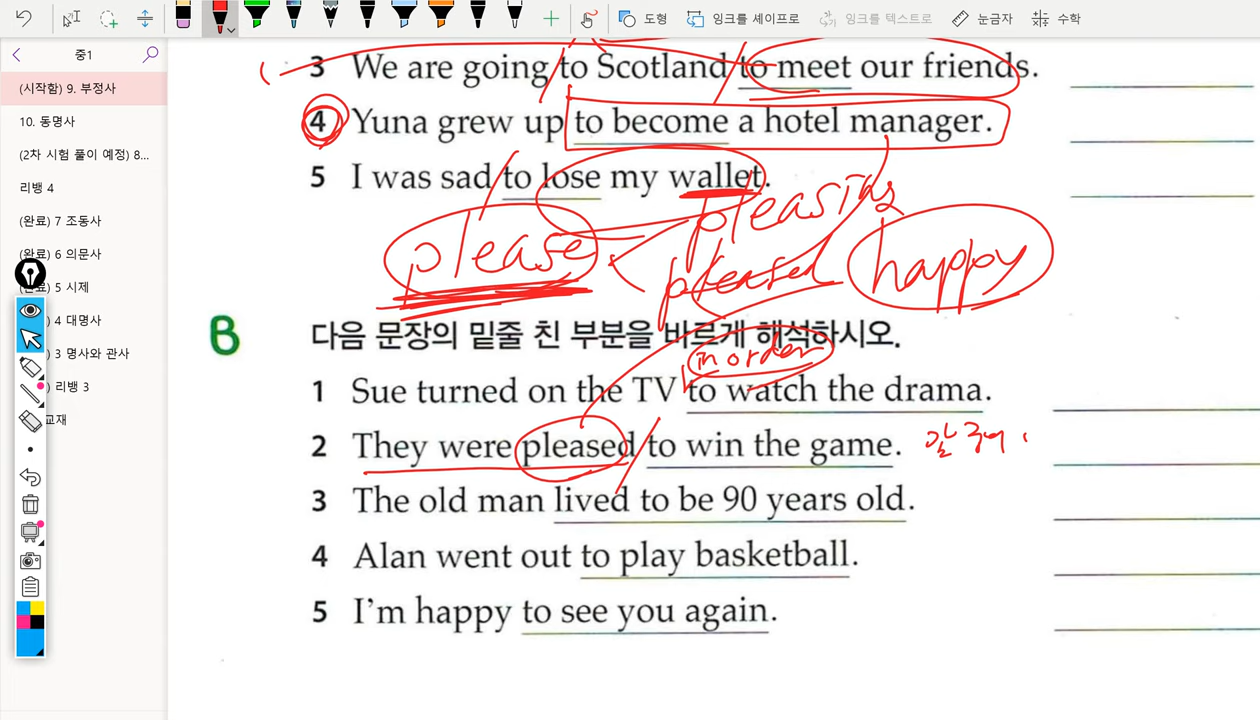 도형
잉크를 셰이프로
잉크를 텍스트로
눈금자
수학
중1
(시작함) 9. 부정사
10. 동명사
(2차 시험 풀이 예정) 8...
리뱅 4
(완료) 7 조동사
(완료) 6 의문사
5 시제
4 대명사
) 3 명사와 관사
) 리뱅 3
교재
3 We are going to Scotland to meet our friends.
4 Yuna grew up to become a hotel manager.
5 I was sad to lose my wallet.
pleasing
please
pleased
happy
B 다음 문장의 밑줄 친 부분을 바르게 해석하시오.
in order
1 Sue turned on the TV to watch the drama.
2 They were pleased to win the game.
3 The old man lived to be 90 years old.
4 Alan went out to play basketball.
5 I'm happy to see you again.